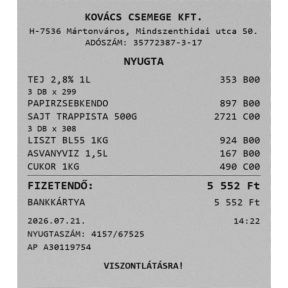 KOVÁCS CSEMEGE KFT.
H-7536 Mártonváros, Mindszenthidai utca 50.
ADÓSZÁM: 35772387-3-17
NYUGTA
TEJ 2,8% 1L 353 B00
3 DB x 299
PAPIRZSEBKENDO 897 B00
SAJT TRAPPISTA 500G 2721 C00
3 DB x 308
LISZT BL55 1KG 924 B00
ASVANYVIZ 1,5L 167 B00
CUKOR 1KG 490 C00
FIZETENDŐ: 5 552 Ft
BANKKÁRTYA 5 552 Ft
2026.07.21. 14:22
NYUGTASZÁM: 4157/67525
AP A30119754
VISZONTLÁTÁSRA!